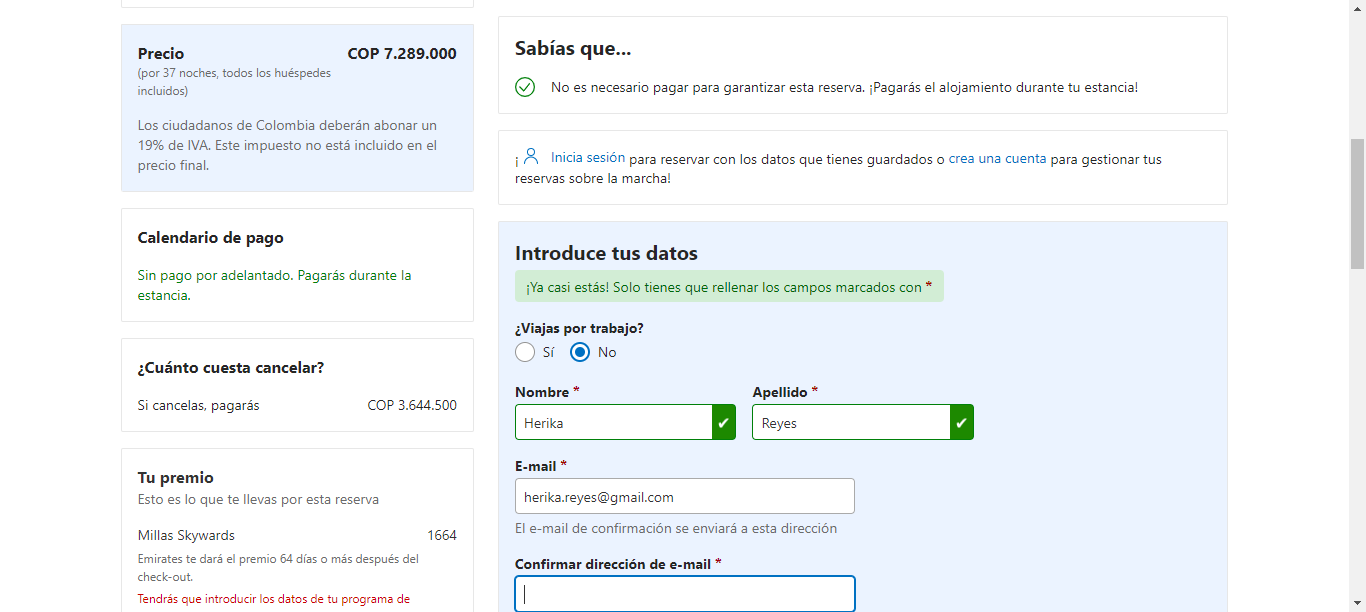 Precio COP 7.289.000
(por 37 noches, todos los huéspedes
incluidos)
Los ciudadanos de Colombia deberán abonar un
19% de IVA. Este impuesto no está incluido en el
precio final.
Calendario de pago
Sin pago por adelantado. Pagarás durante la
estancia.
¿Cuánto cuesta cancelar?
Si cancelas, pagarás COP 3.644.500
Tu premio
Esto es lo que te llevas por esta reserva
Millas Skywards 1664
Emirates te dará el premio 64 días o más después del
check-out.
Tendrás que introducir los datos de tu programa de
Sabías que...
No es necesario pagar para garantizar esta reserva. ¡Pagarás el alojamiento durante tu estancia!
¡ Inicia sesión para reservar con los datos que tienes guardados o crea una cuenta para gestionar tus
reservas sobre la marcha!
Introduce tus datos
¡Ya casi estás! Solo tienes que rellenar los campos marcados con *
¿Viajas por trabajo?
Sí No
Nombre * Apellido *
Herika Reyes
E-mail *
herika.reyes@gmail.com
El e-mail de confirmación se enviará a esta dirección
Confirmar dirección de e-mail *